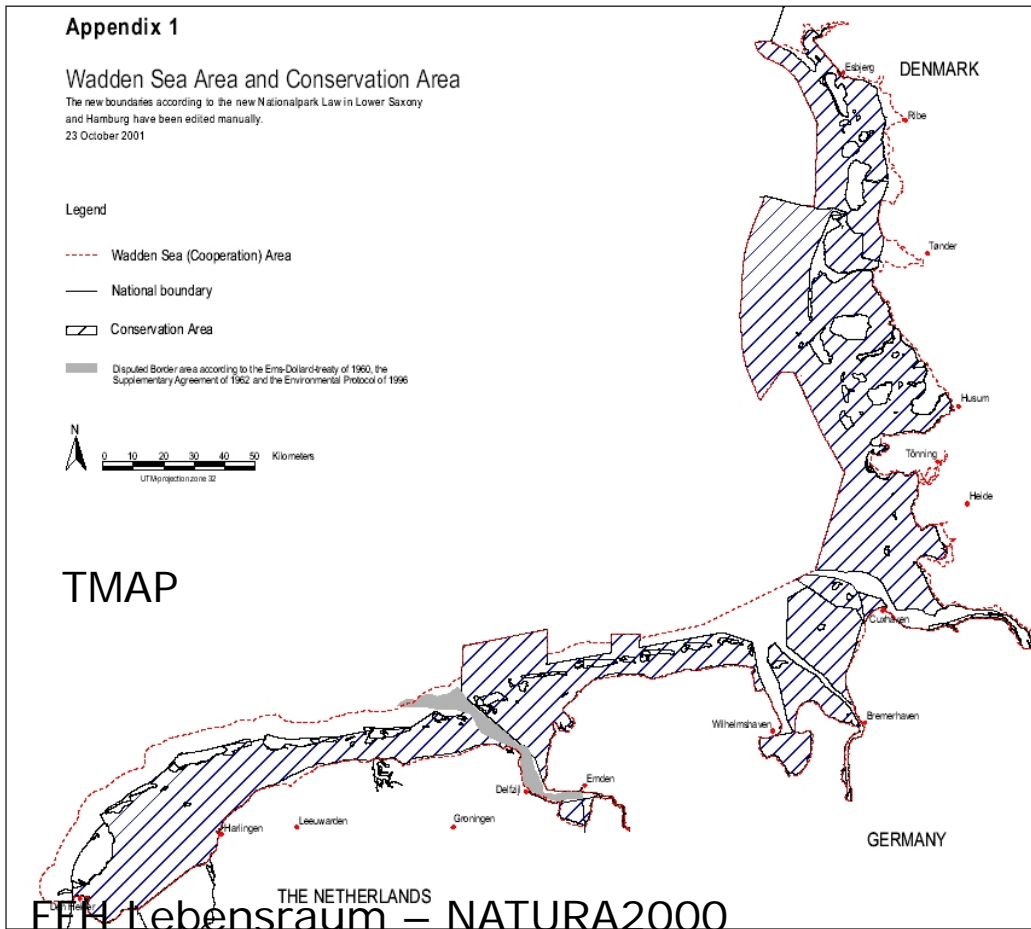 Appendix 1
Wadden Sea Area and Conservation Area
The new boundaries according to the new Nationalpark Law in Lower Saxony
and Hamburg have been edited manually.
23 October 2001
Legend
Wadden Sea (Cooperation) Area
National boundary
Conservation Area
Disputed Border area according to the Ems-Dollard-treaty of 1960, the
Supplementary Agreement of 1962 and the Environmental Protocol of 1996
N
0 10 20 30 40 50 Kilometers
UTM-projection zone 32
Esbjerg
DENMARK
Ribe
Tønder
Husum
Tönning
Heide
TMAP
Cuxhaven
Wilhelmshaven
Bremerhaven
Emden
Delfzijl
Harlingen
Leeuwarden
Groningen
GERMANY
THE NETHERLANDS
Den Helder
FFH Lebensraum – NATURA2000